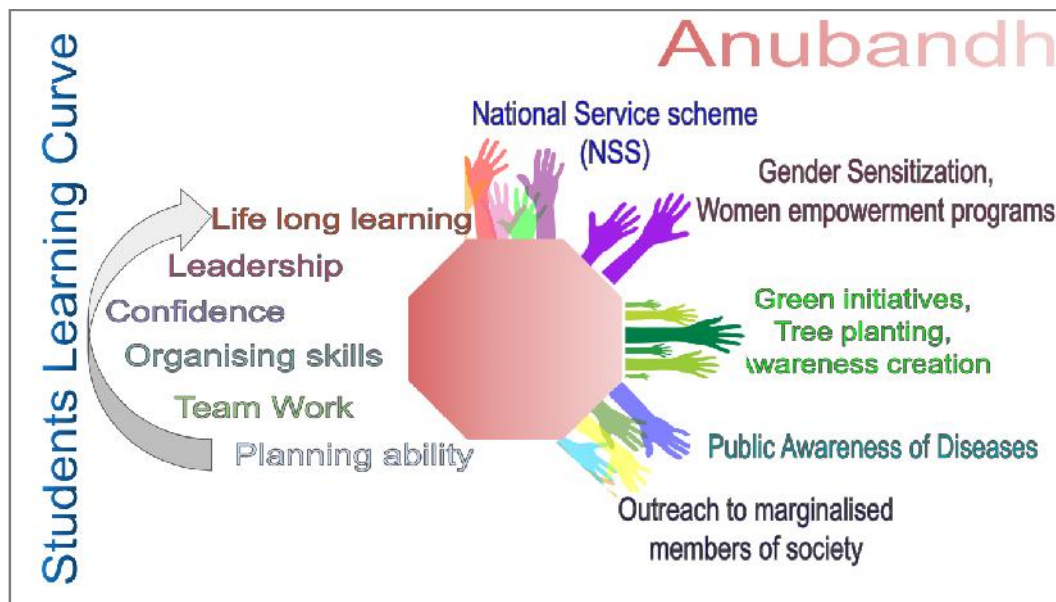 Anubandh
Students Learning Curve
National Service scheme
(NSS)
Gender Sensitization,
Women empowerment programs
Green initiatives,
Tree planting,
Awareness creation
Public Awareness of Diseases
Outreach to marginalised
members of society
Life long learning
Leadership
Confidence
Organising skills
Team Work
Planning ability